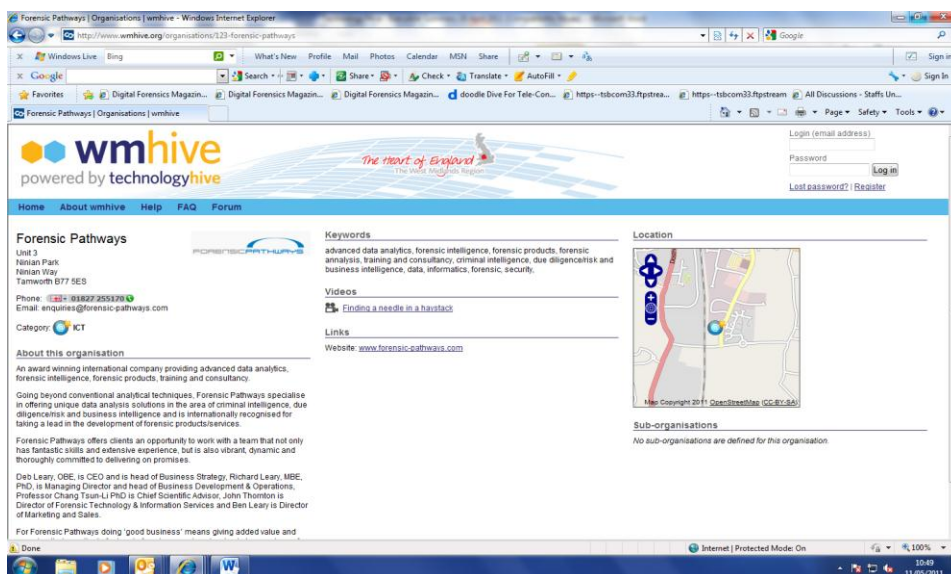 Forensic Pathways | Organisations | wmhive - Windows Internet Explorer
http://www.wmhive.org/organisations/123-forensic-pathways
Google
x Windows Live Bing What's New Profile Mail Photos Calendar MSN Share Sign in
x Google Search Share Check Translate AutoFill Sign In
Favorites Digital Forensics Magazin... Digital Forensics Magazin... Digital Forensics Magazin... doodle Dive For Tele-Con... https--tsbcom33.ftpstrea... https--tsbcom33.ftpstream All Discussions - Staffs Un...
Forensic Pathways | Organisations | wmhive Page Safety Tools
wmhive
powered by technologyhive
The Heart of England
The West Midlands Region
Login (email address)
Password
Log in
Lost password? | Register
Home About wmhive Help FAQ Forum
Forensic Pathways
FORENSICPATHWAYS
Unit 3
Ninian Park
Ninian Way
Tamworth B77 5ES
Phone: 01827 255170
Email: enquiries@forensic-pathways.com
Category: ICT
About this organisation
An award winning international company providing advanced data analytics,
forensic intelligence, forensic products, training and consultancy.
Going beyond conventional analytical techniques, Forensic Pathways specialise
in offering unique data analysis solutions in the area of criminal intelligence, due
diligence/risk and business intelligence and is internationally recognised for
taking a lead in the development of forensic products/services.
Forensic Pathways offers clients an opportunity to work with a team that not only
has fantastic skills and extensive experience, but is also vibrant, dynamic and
thoroughly committed to delivering on promises.
Deb Leary, OBE, is CEO and is head of Business Strategy, Richard Leary, MBE,
PhD, is Managing Director and head of Business Development & Operations,
Professor Chang Tsun-Li PhD is Chief Scientific Advisor, John Thornton is
Director of Forensic Technology & Information Services and Ben Leary is Director
of Marketing and Sales.
For Forensic Pathways doing 'good business' means giving added value and
Keywords
advanced data analytics, forensic intelligence, forensic products, forensic
annalysis, training and consultancy, criminal intelligence, due diligence/risk and
business intelligence, data, informatics, forensic, security,
Videos
Finding a needle in a haystack
Links
Website: www.forensic-pathways.com
Location
Map Copyright 2011 OpenStreetMap (CC-BY-SA)
Sub-organisations
No sub-organisations are defined for this organisation.
Done Internet | Protected Mode: On 100%
10:49
11/05/2011